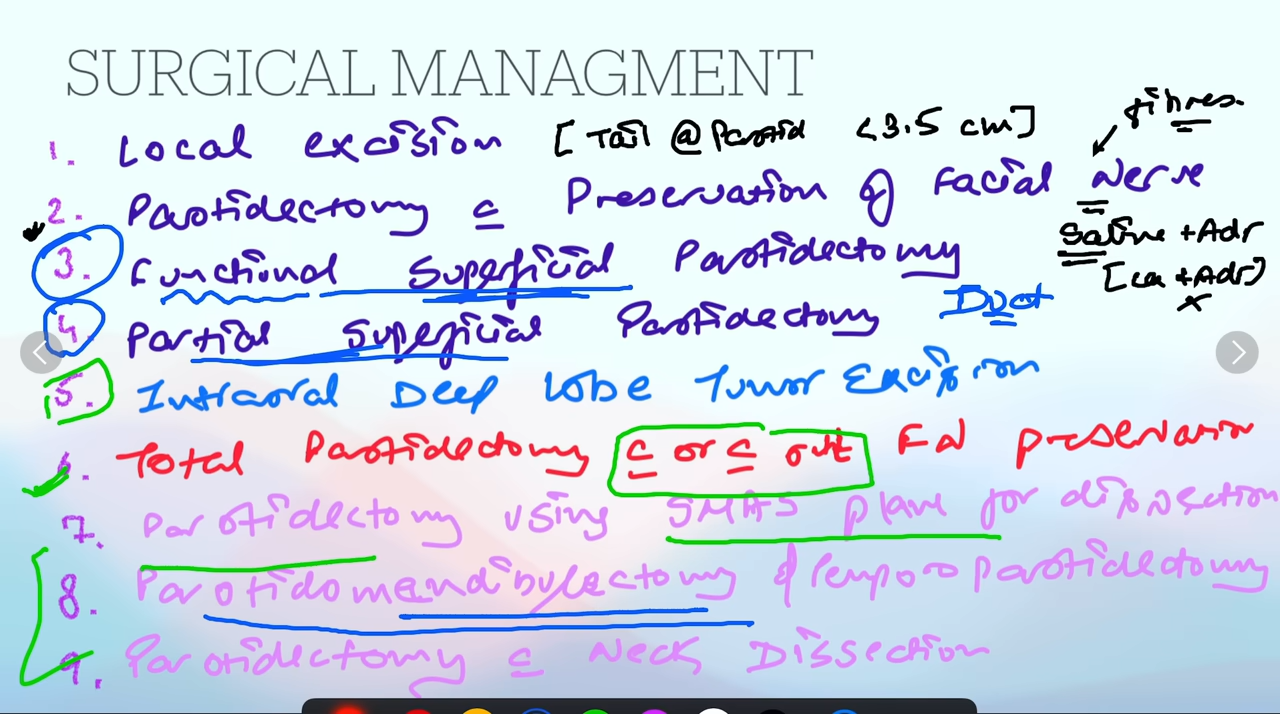 SURGICAL MANAGMENT
1. Local excision [Tail @ Parotid <3.5 cm]
fibres.
2. Parotidectomy c̄ Preservation of Facial Nerve
Saline + Adr
3. Functional Superficial Parotidectomy
[LA + Adr]
x
4. Partial Superficial Parotidectomy Duct
5. Intraoral Deep Lobe Tumor Excision
6. Total Parotidectomy c̄ or c̄ out FN preservation
7. Parotidectomy using SMAS plane for dissection
8. Parotidomandibulectomy & Temporoparotidectomy
9. Parotidectomy c̄ Neck Dissection